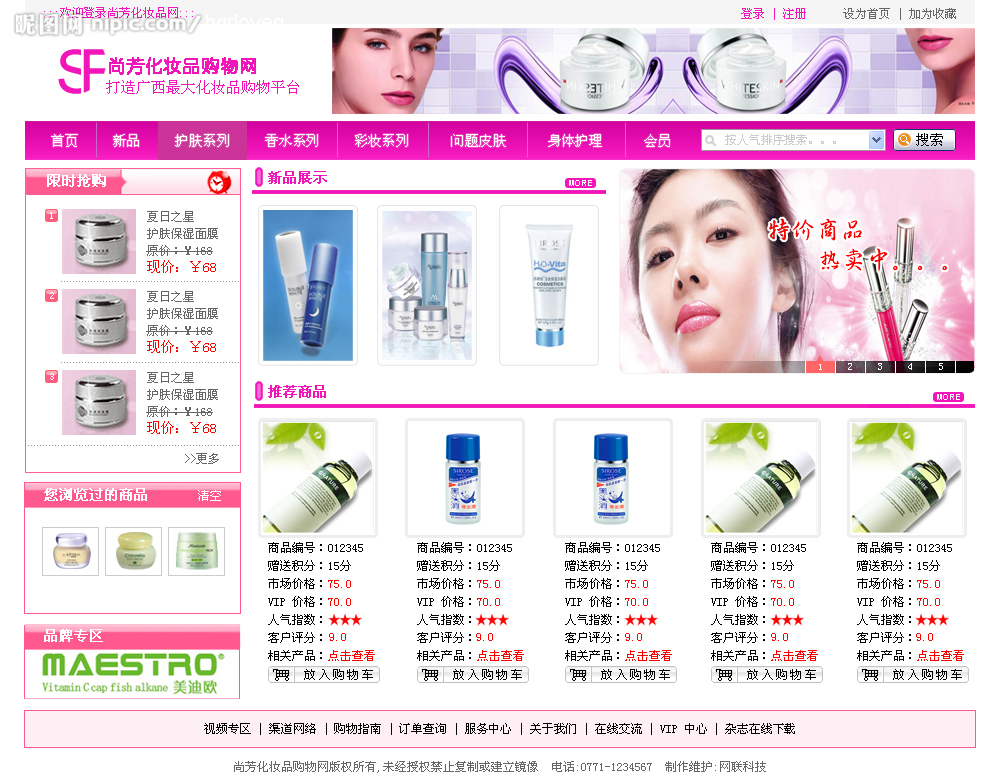 :::欢迎登录尚芳化妆品网:::
登录 | 注册 设为首页 | 加为收藏
昵图网 nipic.com/
SF 尚芳化妆品购物网
打造广西最大化妆品购物平台
首页 新品 护肤系列 香水系列 彩妆系列 问题皮肤 身体护理 会员 按人气排序搜索。。。 搜索
限时抢购
1 夏日之星
护肤保湿面膜
原价：￥168
现价：￥68
2 夏日之星
护肤保湿面膜
原价：￥168
现价：￥68
3 夏日之星
护肤保湿面膜
原价：￥168
现价：￥68
>>更多
新品展示 MORE
特价商品
热卖中。。。
1 2 3 4 5
推荐商品 MORE
商品编号：012345
赠送积分：15分
市场价格：75.0
VIP 价格：70.0
人气指数：★★★
客户评分：9.0
相关产品：点击查看
放入购物车
商品编号：012345
赠送积分：15分
市场价格：75.0
VIP 价格：70.0
人气指数：★★★
客户评分：9.0
相关产品：点击查看
放入购物车
商品编号：012345
赠送积分：15分
市场价格：75.0
VIP 价格：70.0
人气指数：★★★
客户评分：9.0
相关产品：点击查看
放入购物车
商品编号：012345
赠送积分：15分
市场价格：75.0
VIP 价格：70.0
人气指数：★★★
客户评分：9.0
相关产品：点击查看
放入购物车
商品编号：012345
赠送积分：15分
市场价格：75.0
VIP 价格：70.0
人气指数：★★★
客户评分：9.0
相关产品：点击查看
放入购物车
您浏览过的商品 清空
品牌专区
MAESTRO®
Vitamin C cap fish alkane 美迪欧
视频专区 | 渠道网络 | 购物指南 | 订单查询 | 服务中心 | 关于我们 | 在线交流 | VIP 中心 | 杂志在线下载
尚芳化妆品购物网版权所有,未经授权禁止复制或建立镜像 电话:0771-1234567 制作维护:网联科技